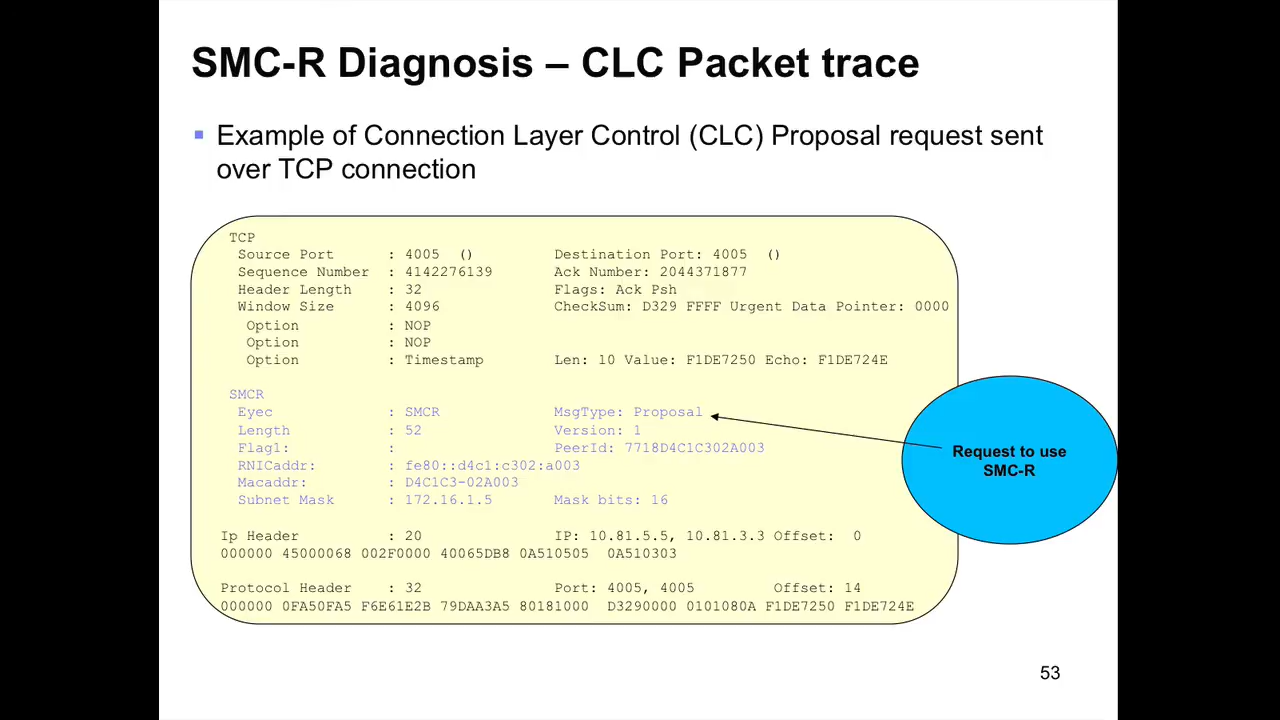 SMC-R Diagnosis – CLC Packet trace
▪ Example of Connection Layer Control (CLC) Proposal request sent
over TCP connection
TCP
Source Port : 4005 () Destination Port: 4005 ()
Sequence Number : 4142276139 Ack Number: 2044371877
Header Length : 32 Flags: Ack Psh
Window Size : 4096 CheckSum: D329 FFFF Urgent Data Pointer: 0000
Option : NOP
Option : NOP
Option : Timestamp Len: 10 Value: F1DE7250 Echo: F1DE724E
SMCR
Eyec : SMCR MsgType: Proposal
Length : 52 Version: 1
Flag1: : PeerId: 7718D4C1C302A003
RNICaddr: : fe80::d4c1:c302:a003
Macaddr: : D4C1C3-02A003
Subnet Mask : 172.16.1.5 Mask bits: 16
Request to use
SMC-R
Ip Header : 20 IP: 10.81.5.5, 10.81.3.3 Offset: 0
000000 45000068 002F0000 40065DB8 0A510505 0A510303
Protocol Header : 32 Port: 4005, 4005 Offset: 14
000000 0FA50FA5 F6E61E2B 79DAA3A5 80181000 D3290000 0101080A F1DE7250 F1DE724E
53